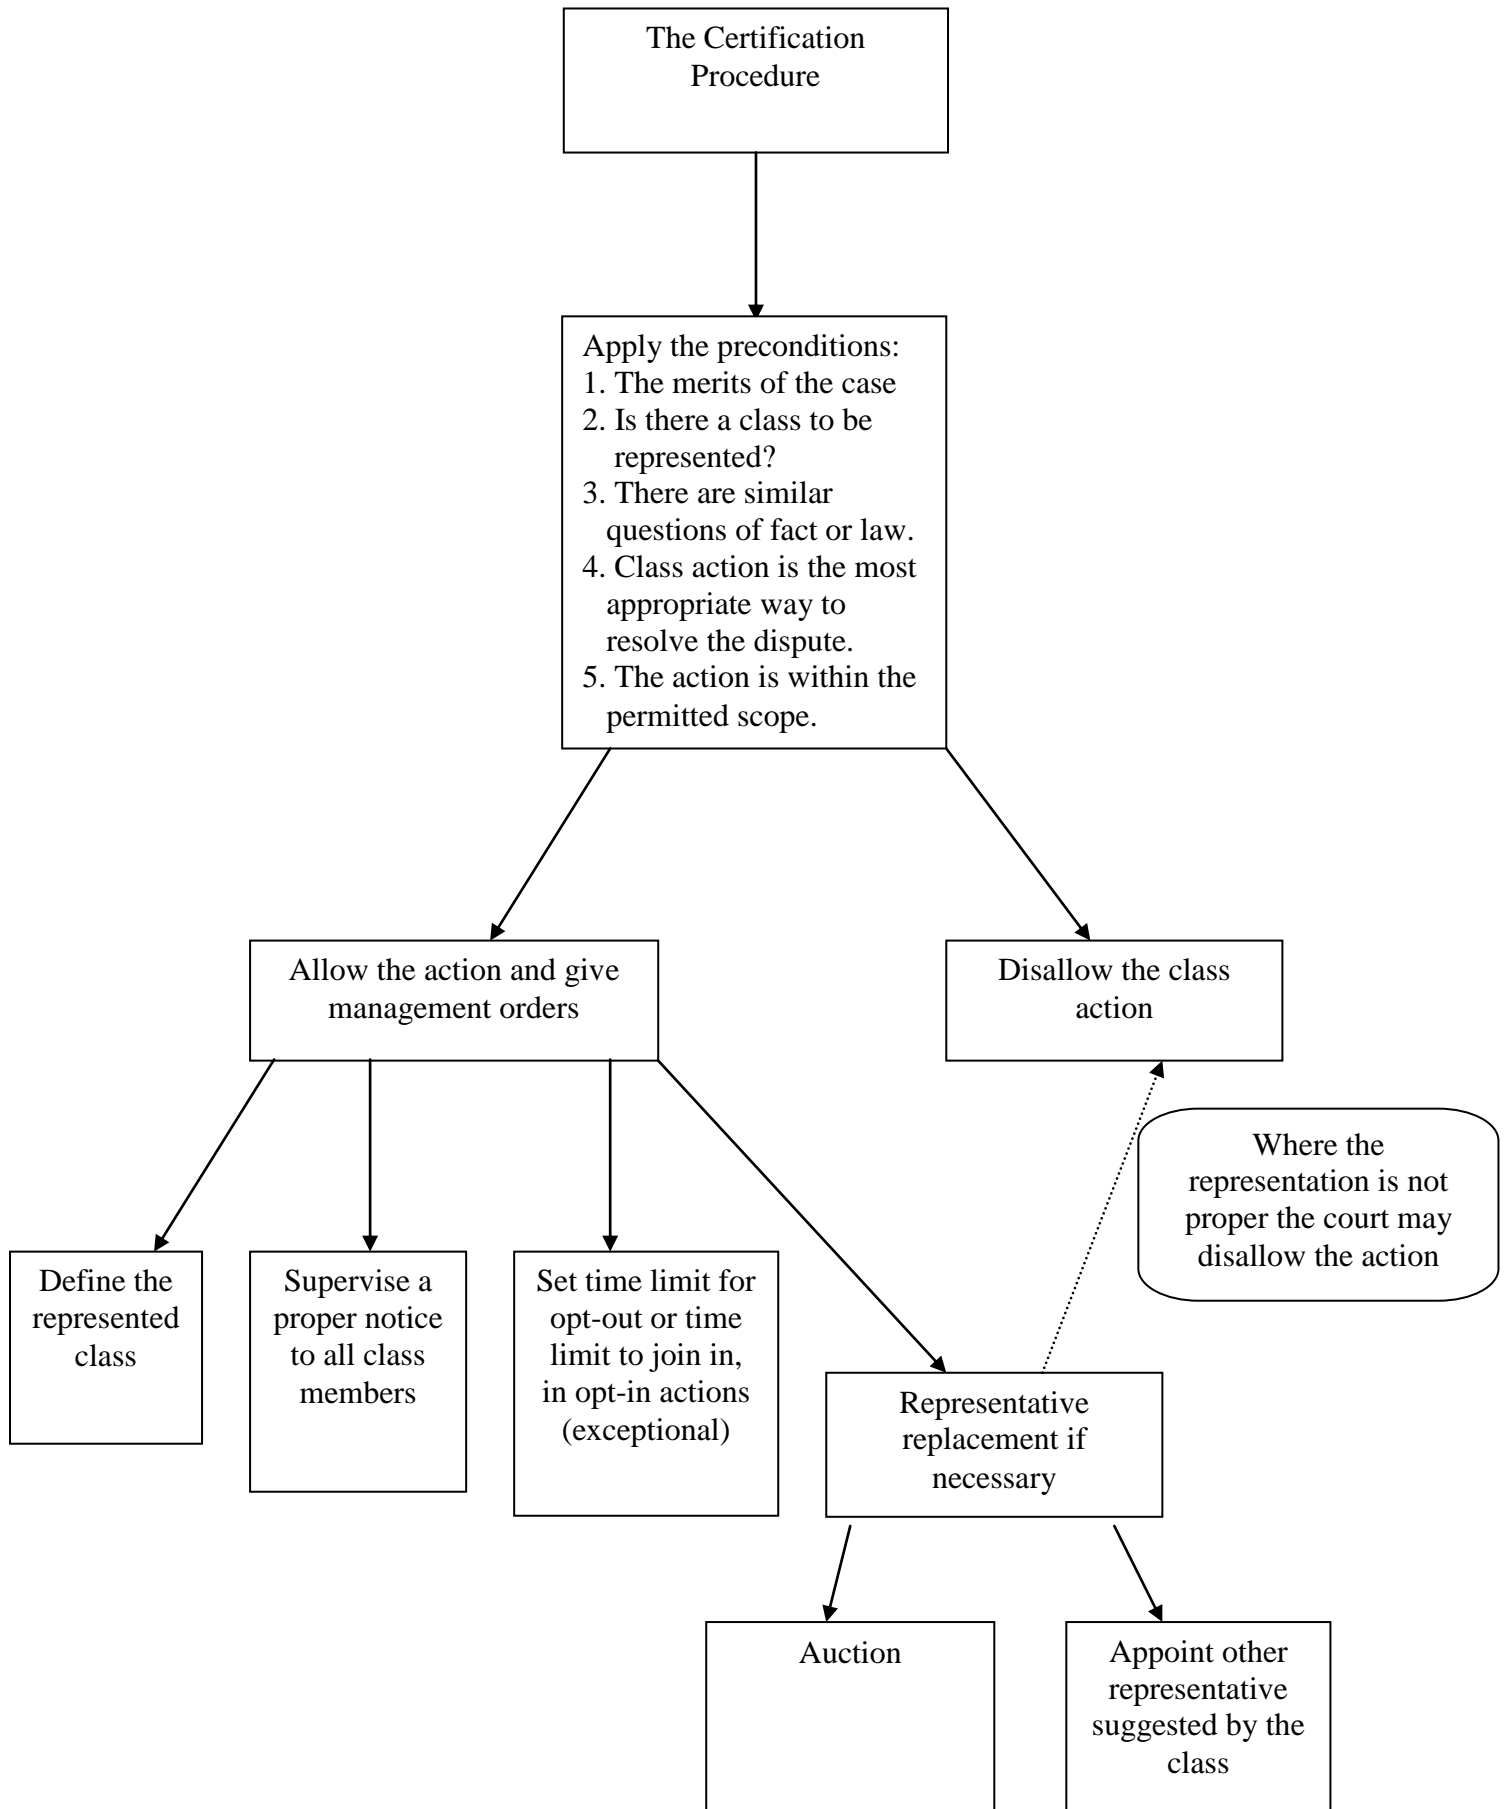 The Certification
Procedure
Apply the preconditions:
1. The merits of the case
2. Is there a class to be
represented?
3. There are similar
questions of fact or law.
4. Class action is the most
appropriate way to
resolve the dispute.
5. The action is within the
permitted scope.
Allow the action and give
management orders
Disallow the class
action
Where the
representation is not
proper the court may
disallow the action
Define the
represented
class
Supervise a
proper notice
to all class
members
Set time limit for
opt-out or time
limit to join in,
in opt-in actions
(exceptional)
Representative
replacement if
necessary
Auction
Appoint other
representative
suggested by the
class